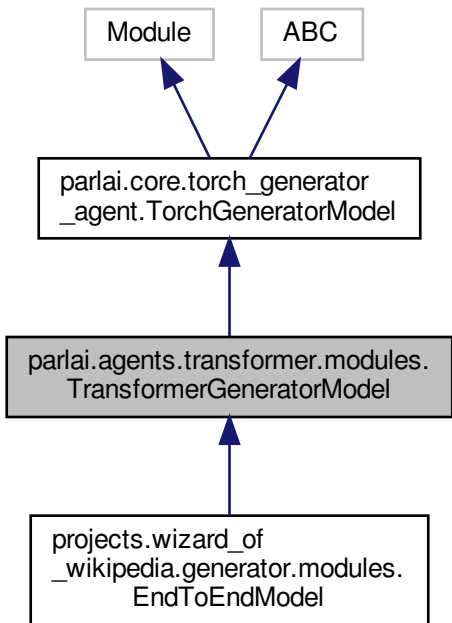 Module
ABC
parlai.core.torch_generator
_agent.TorchGeneratorModel
parlai.agents.transformer.modules.
TransformerGeneratorModel
projects.wizard_of
_wikipedia.generator.modules.
EndToEndModel